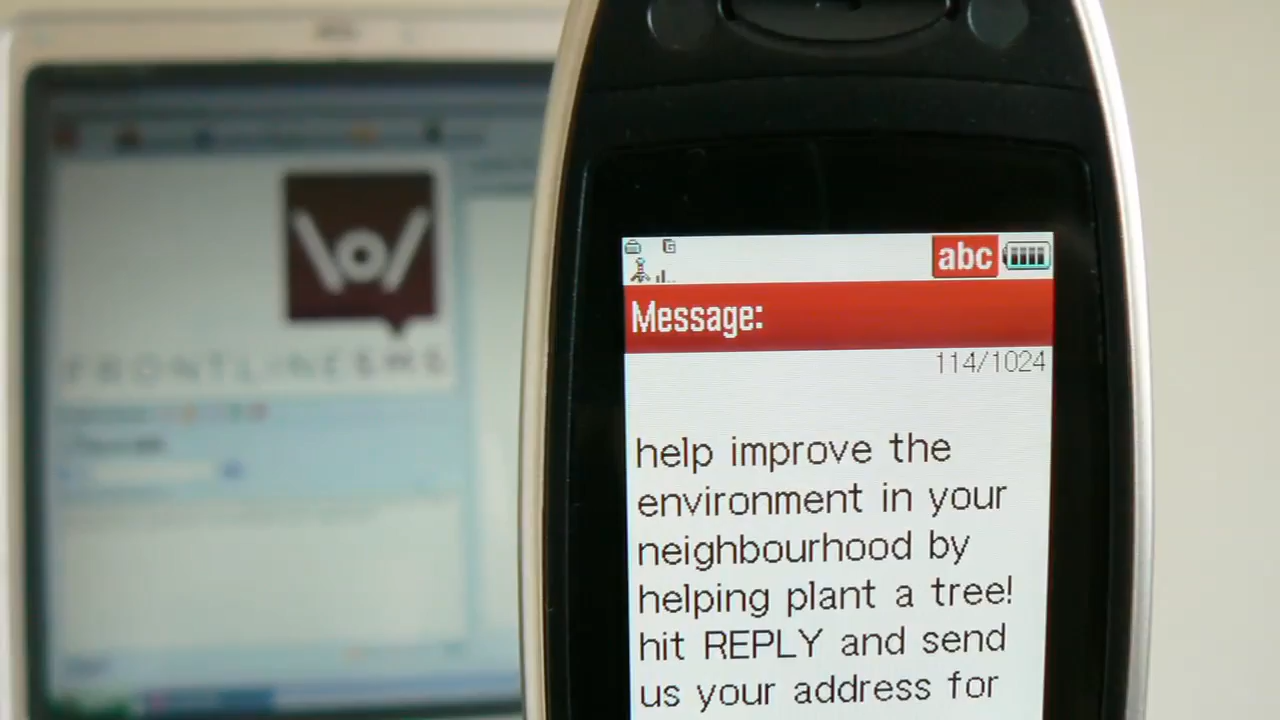 \o/
FRONTLINESMS
abc
Message:
114/1024
help improve the
environment in your
neighbourhood by
helping plant a tree!
hit REPLY and send
us your address for